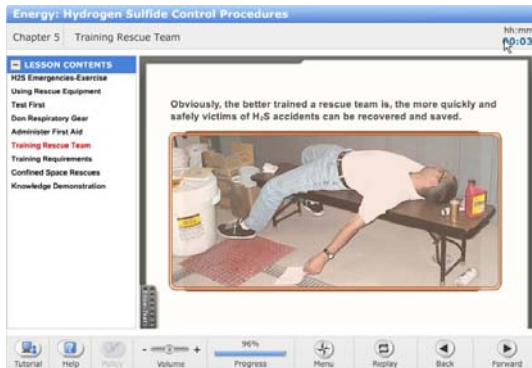 Energy: Hydrogen Sulfide Control Procedures
Chapter 5 Training Rescue Team
hh:mm
00:03
LESSON CONTENTS
H2S Emergencies-Exercise
Using Rescue Equipment
Test First
Don Respiratory Gear
Administer First Aid
Training Rescue Team
Training Requirements
Confined Space Rescues
Knowledge Demonstration
Obviously, the better trained a rescue team is, the more quickly and
safely victims of H₂S accidents can be recovered and saved.
96%
Tutorial Help Policy - + Volume Progress Menu Replay Back Forward